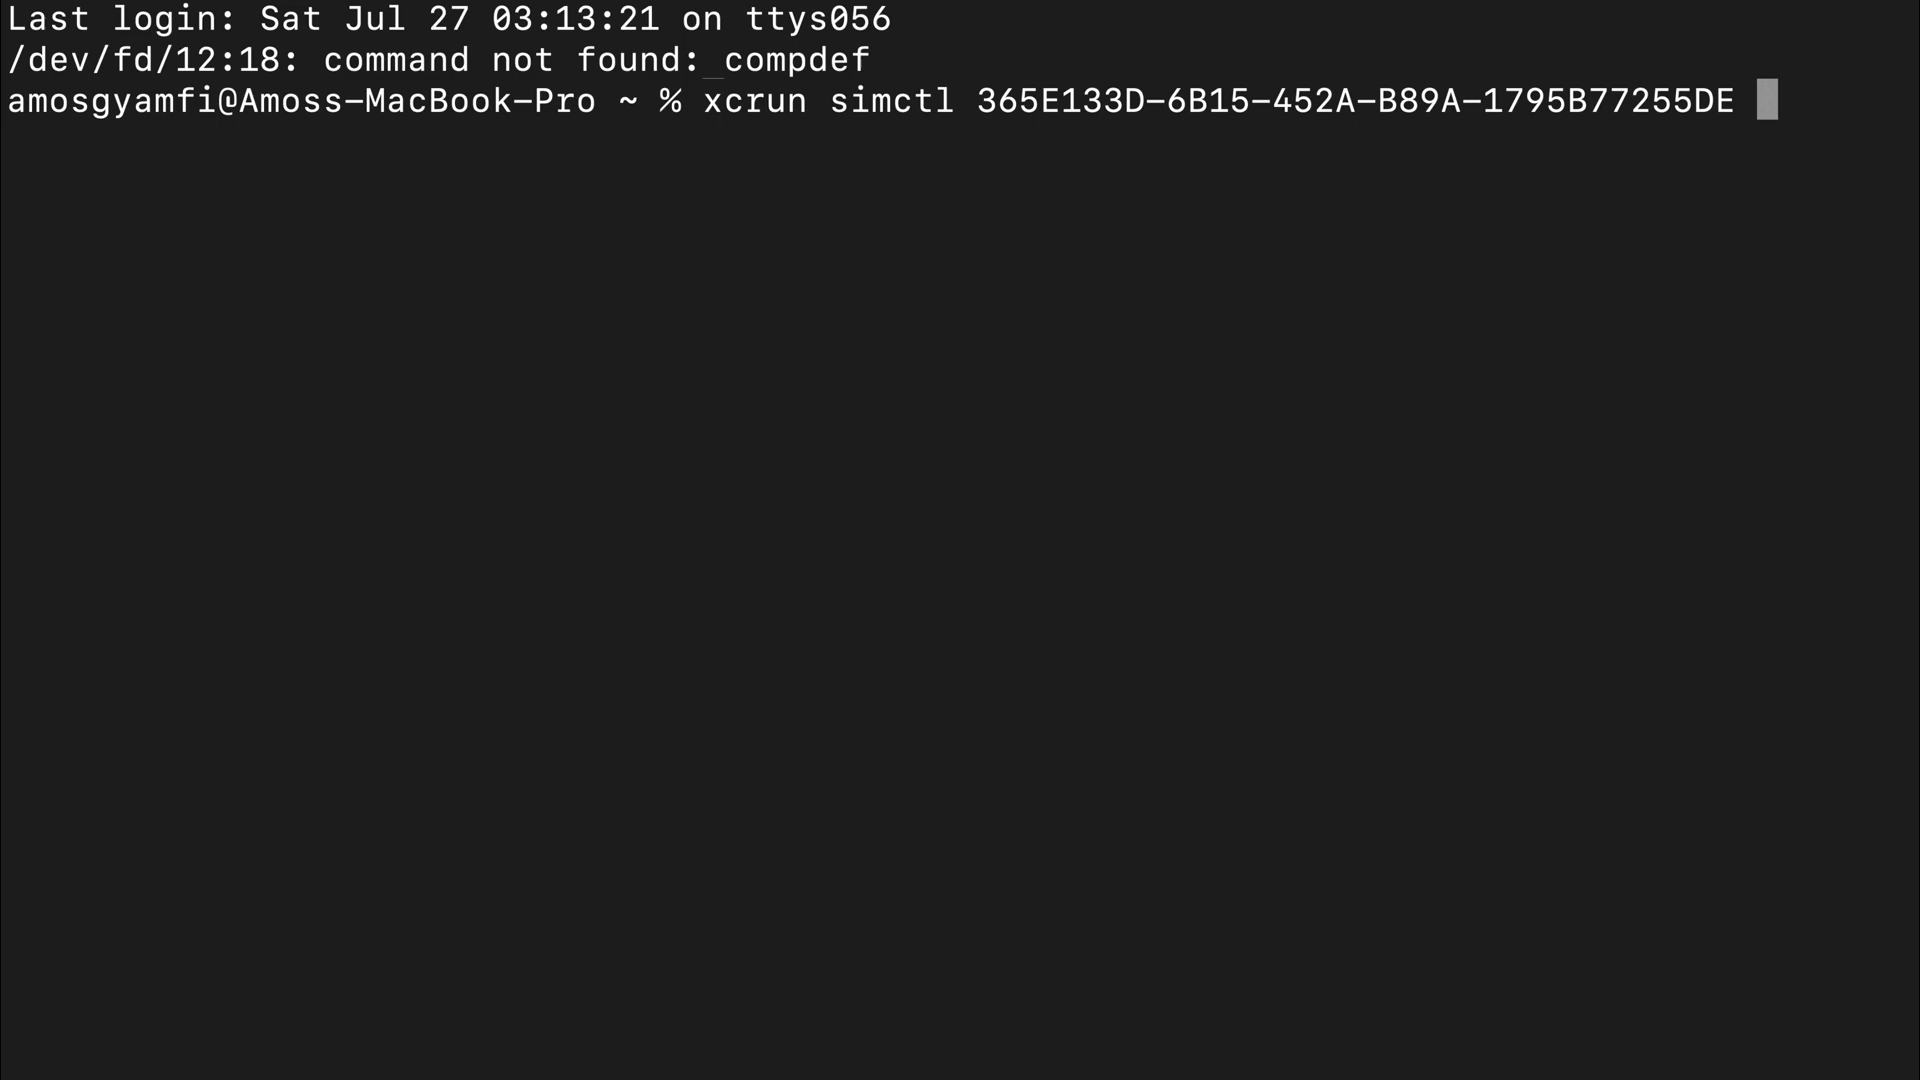 Last login: Sat Jul 27 03:13:21 on ttys056
/dev/fd/12:18: command not found: compdef
amosgyamfi@Amoss-MacBook-Pro ~ % xcrun simctl 365E133D-6B15-452A-B89A-1795B77255DE